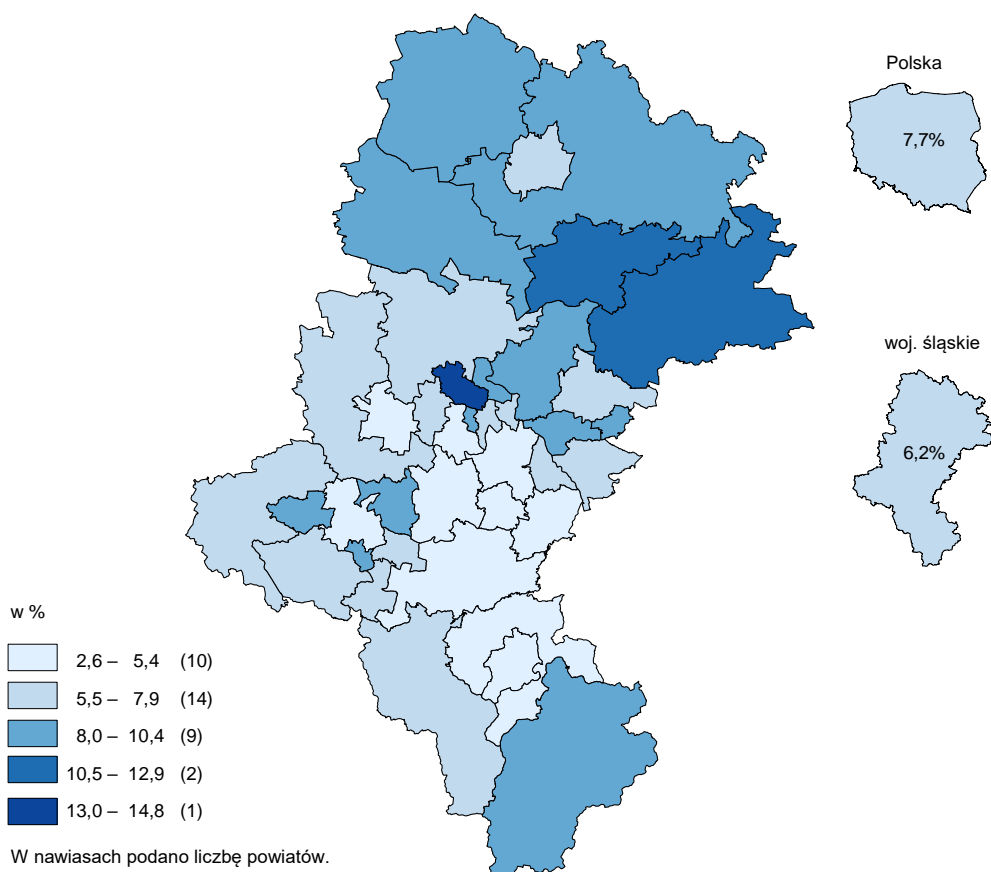 Polska
7,7%
woj. śląskie
6,2%
w %
2,6 – 5,4 (10)
5,5 – 7,9 (14)
8,0 – 10,4 (9)
10,5 – 12,9 (2)
13,0 – 14,8 (1)
W nawiasach podano liczbę powiatów.